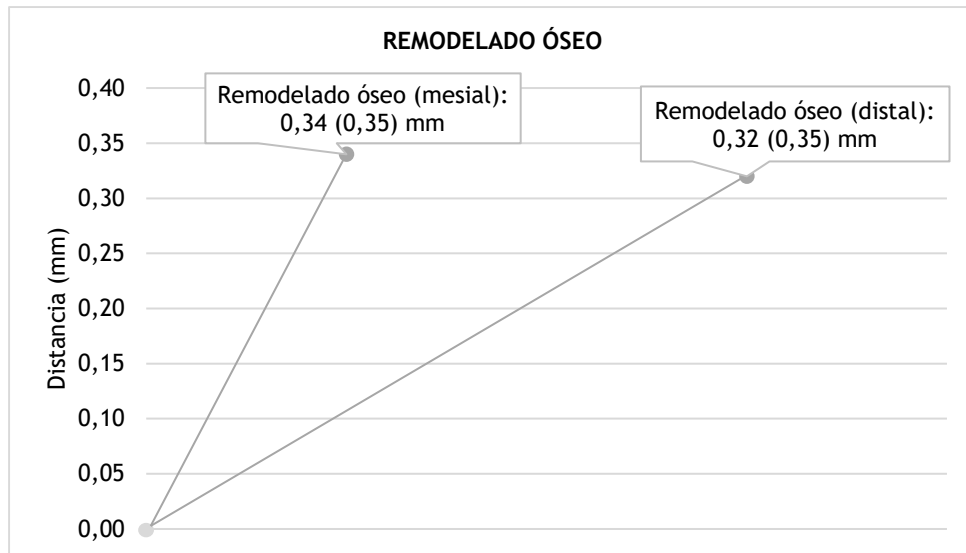 REMODELADO ÓSEO
0,40
0,35
0,30
0,25
0,20
0,15
0,10
0,05
0,00
Distancia (mm)
Remodelado óseo (mesial):
0,34 (0,35) mm
Remodelado óseo (distal):
0,32 (0,35) mm